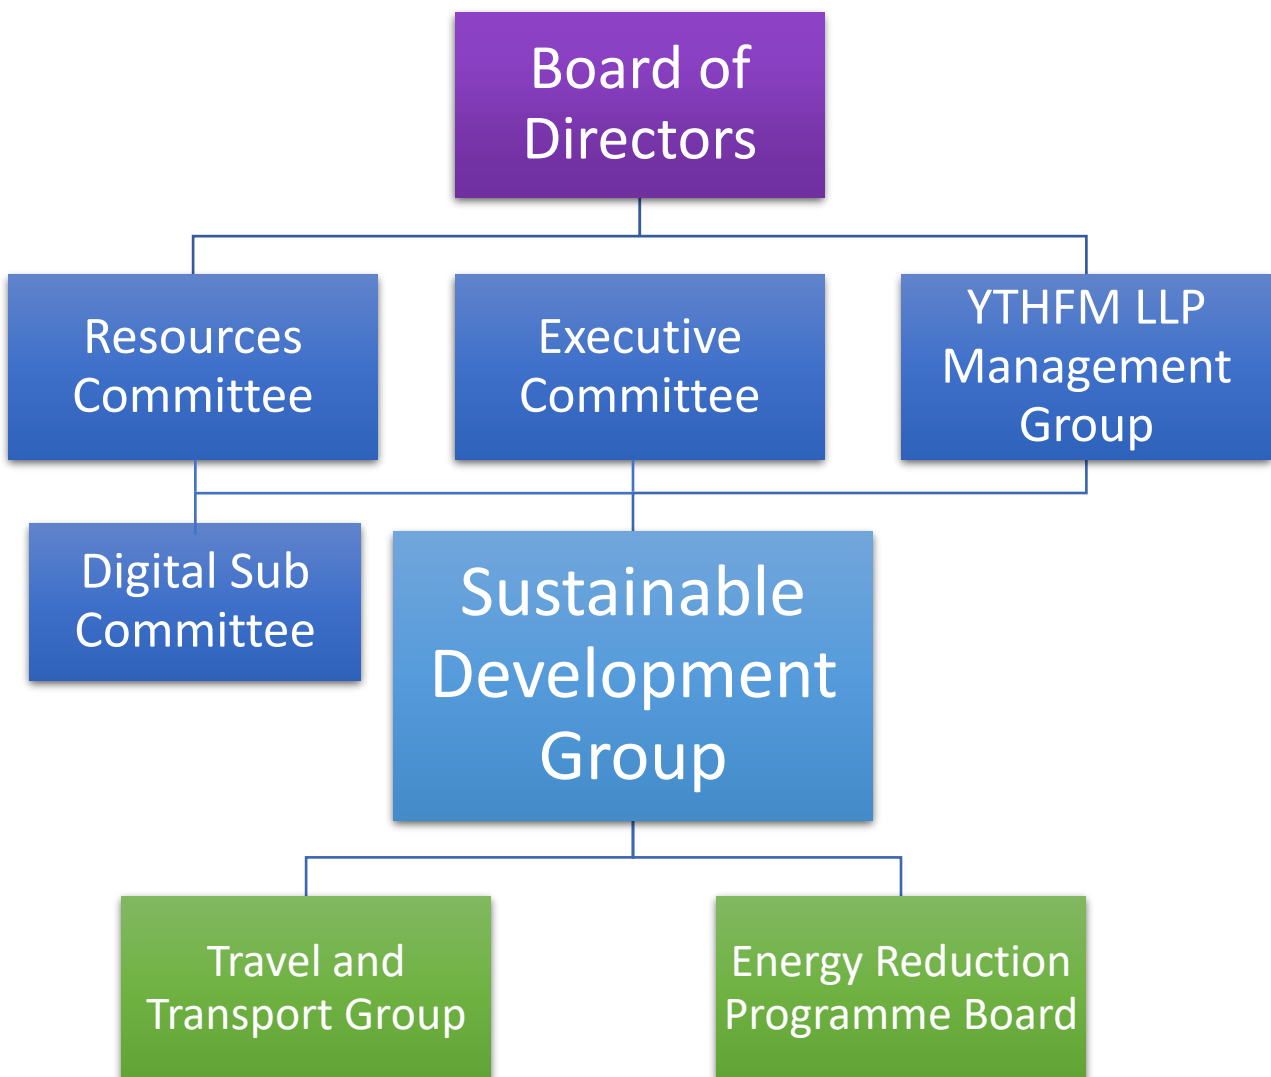 Board of
Directors
Resources
Committee
Executive
Committee
YTHFM LLP
Management
Group
Digital Sub
Committee
Sustainable
Development
Group
Travel and
Transport Group
Energy Reduction
Programme Board